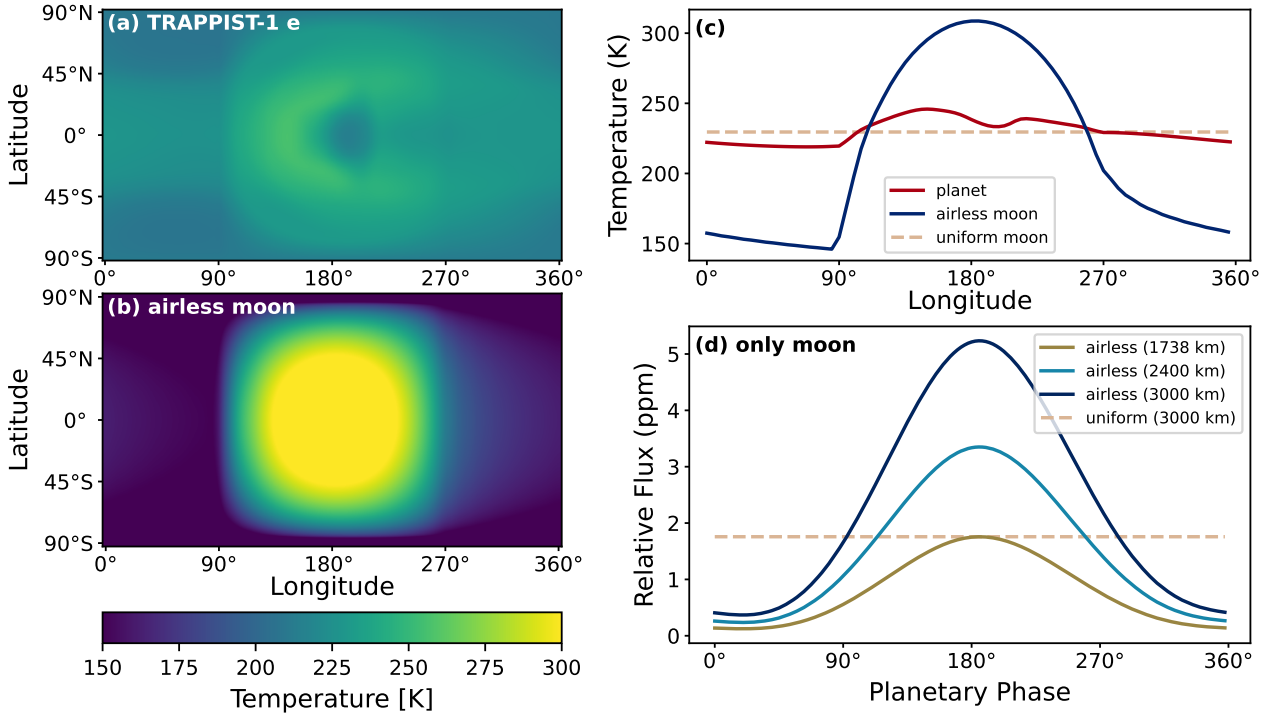 (a) TRAPPIST-1 e
90°N
45°N
0°
45°S
90°S
Latitude
0° 90° 180° 270° 360°
(b) airless moon
90°N
45°N
0°
45°S
90°S
Latitude
0° 90° 180° 270° 360°
Longitude
150 175 200 225 250 275 300
Temperature [K]
(c)
300
250
200
150
Temperature (K)
planet
airless moon
uniform moon
0° 90° 180° 270° 360°
Longitude
(d) only moon
5
4
3
2
1
0
Relative Flux (ppm)
airless (1738 km)
airless (2400 km)
airless (3000 km)
uniform (3000 km)
0° 90° 180° 270° 360°
Planetary Phase